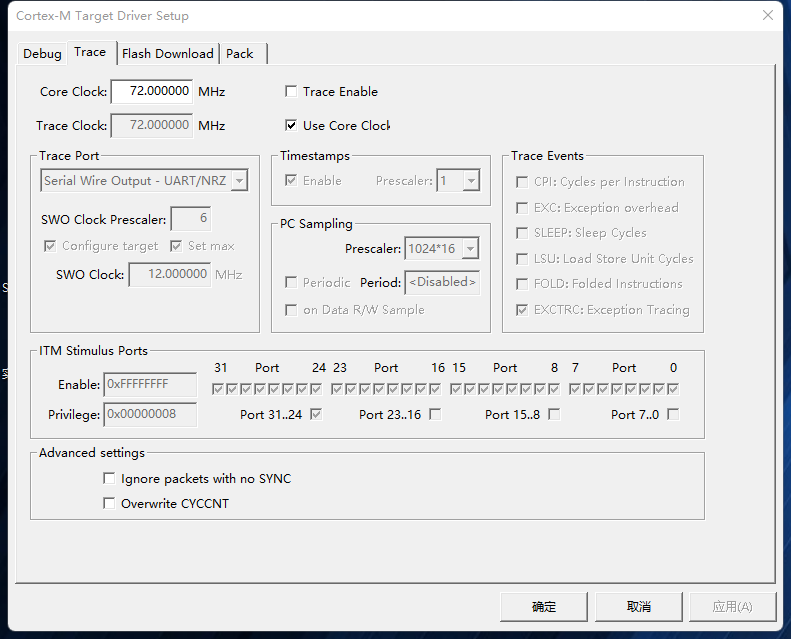 Cortex-M Target Driver Setup
Debug Trace Flash Download Pack
Core Clock: 72.000000 MHz Trace Enable
Trace Clock: 72.000000 MHz Use Core Clock
Trace Port Timestamps Trace Events
Serial Wire Output - UART/NRZ Enable Prescaler: 1 CPI: Cycles per Instruction
EXC: Exception overhead
SWO Clock Prescaler: 6 PC Sampling SLEEP: Sleep Cycles
Configure target Set max Prescaler: 1024*16 LSU: Load Store Unit Cycles
SWO Clock: 12.000000 MHz Periodic Period: <Disabled> FOLD: Folded Instructions
on Data R/W Sample EXCTRC: Exception Tracing
ITM Stimulus Ports
31 Port 24 23 Port 16 15 Port 8 7 Port 0
Enable: 0xFFFFFFFF
Privilege: 0x00000008 Port 31..24 Port 23..16 Port 15..8 Port 7..0
Advanced settings
Ignore packets with no SYNC
Overwrite CYCCNT
确定 取消 应用(A)